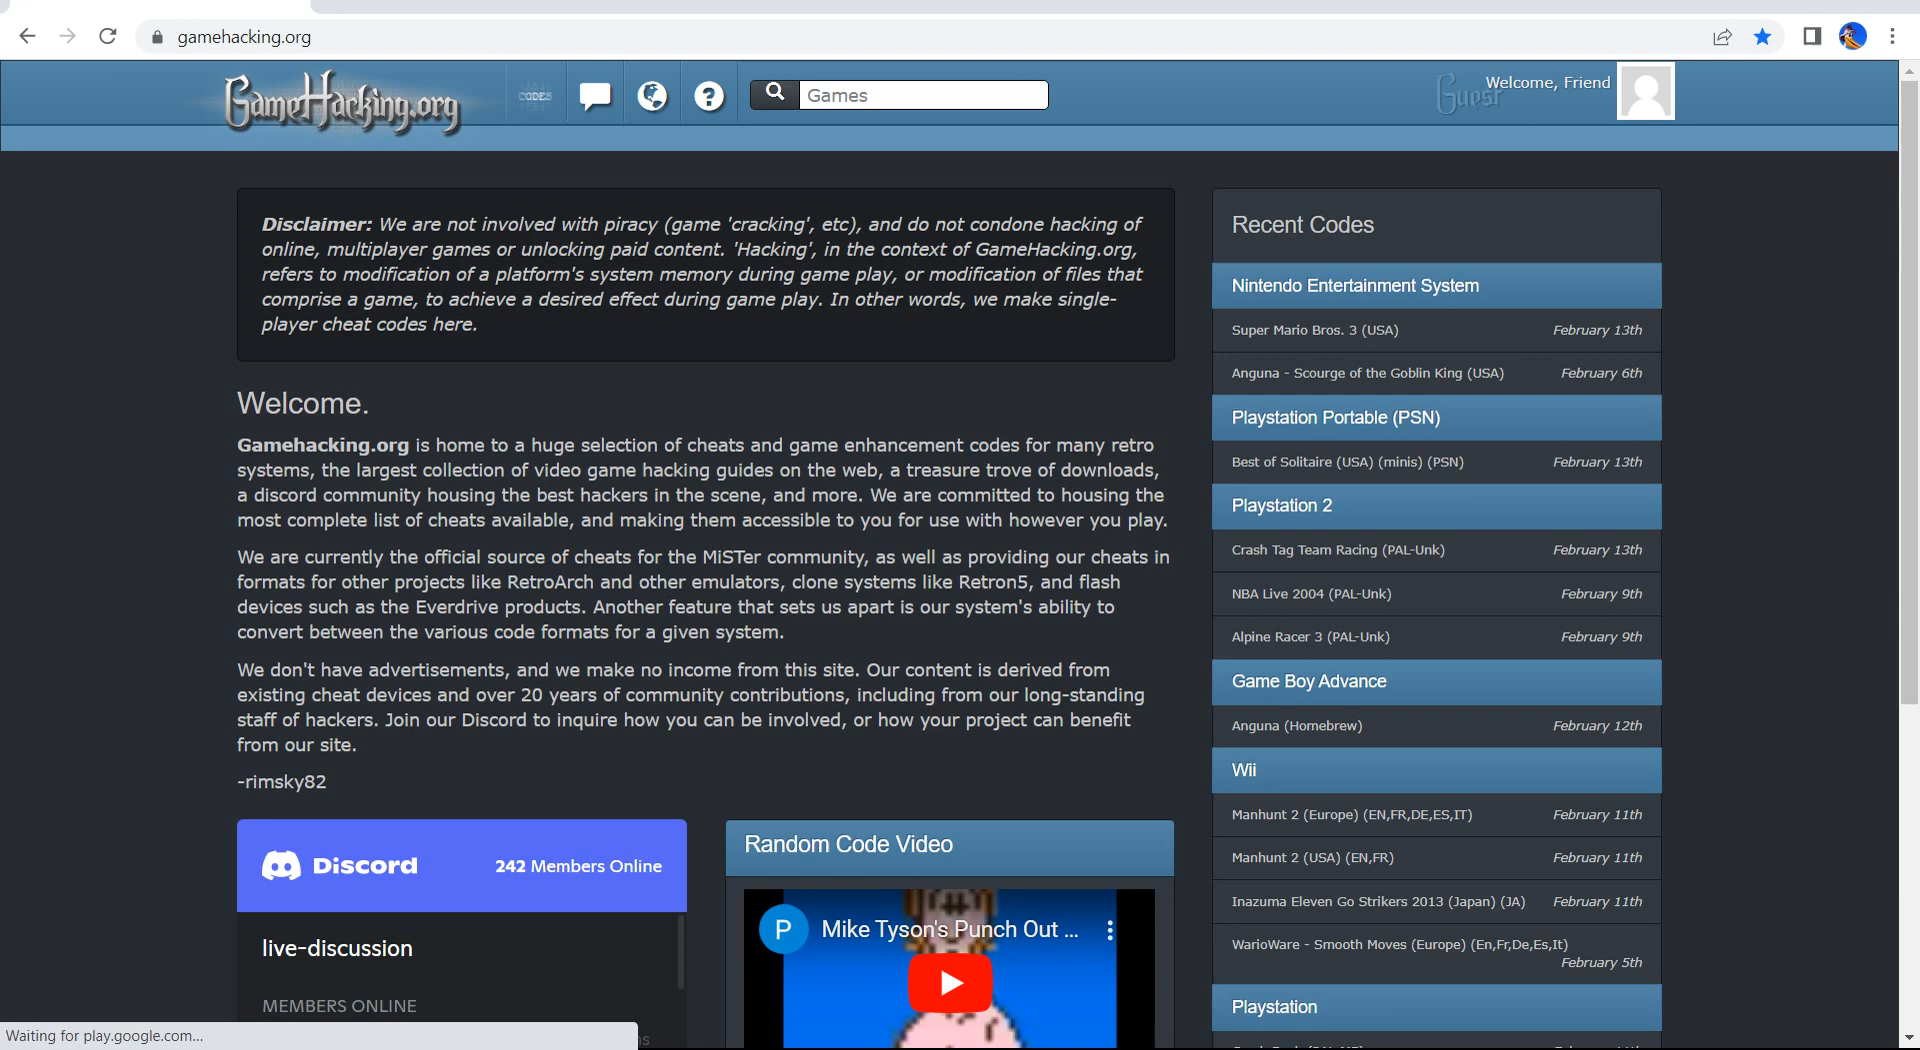 gamehacking.org
GameHacking.org
CODES
Games
Guest
Welcome, Friend
Disclaimer: We are not involved with piracy (game 'cracking', etc), and do not condone hacking of
online, multiplayer games or unlocking paid content. 'Hacking', in the context of GameHacking.org,
refers to modification of a platform's system memory during game play, or modification of files that
comprise a game, to achieve a desired effect during game play. In other words, we make single-
player cheat codes here.
Welcome.
Gamehacking.org is home to a huge selection of cheats and game enhancement codes for many retro
systems, the largest collection of video game hacking guides on the web, a treasure trove of downloads,
a discord community housing the best hackers in the scene, and more. We are committed to housing the
most complete list of cheats available, and making them accessible to you for use with however you play.
We are currently the official source of cheats for the MiSTer community, as well as providing our cheats in
formats for other projects like RetroArch and other emulators, clone systems like Retron5, and flash
devices such as the Everdrive products. Another feature that sets us apart is our system's ability to
convert between the various code formats for a given system.
We don't have advertisements, and we make no income from this site. Our content is derived from
existing cheat devices and over 20 years of community contributions, including from our long-standing
staff of hackers. Join our Discord to inquire how you can be involved, or how your project can benefit
from our site.
-rimsky82
Discord
242 Members Online
live-discussion
MEMBERS ONLINE
Random Code Video
P
Mike Tyson's Punch Out ...
Recent Codes
Nintendo Entertainment System
Super Mario Bros. 3 (USA) February 13th
Anguna - Scourge of the Goblin King (USA) February 6th
Playstation Portable (PSN)
Best of Solitaire (USA) (minis) (PSN) February 13th
Playstation 2
Crash Tag Team Racing (PAL-Unk) February 13th
NBA Live 2004 (PAL-Unk) February 9th
Alpine Racer 3 (PAL-Unk) February 9th
Game Boy Advance
Anguna (Homebrew) February 12th
Wii
Manhunt 2 (Europe) (EN,FR,DE,ES,IT) February 11th
Manhunt 2 (USA) (EN,FR) February 11th
Inazuma Eleven Go Strikers 2013 (Japan) (JA) February 11th
WarioWare - Smooth Moves (Europe) (En,Fr,De,Es,It)
February 5th
Playstation
Waiting for play.google.com...